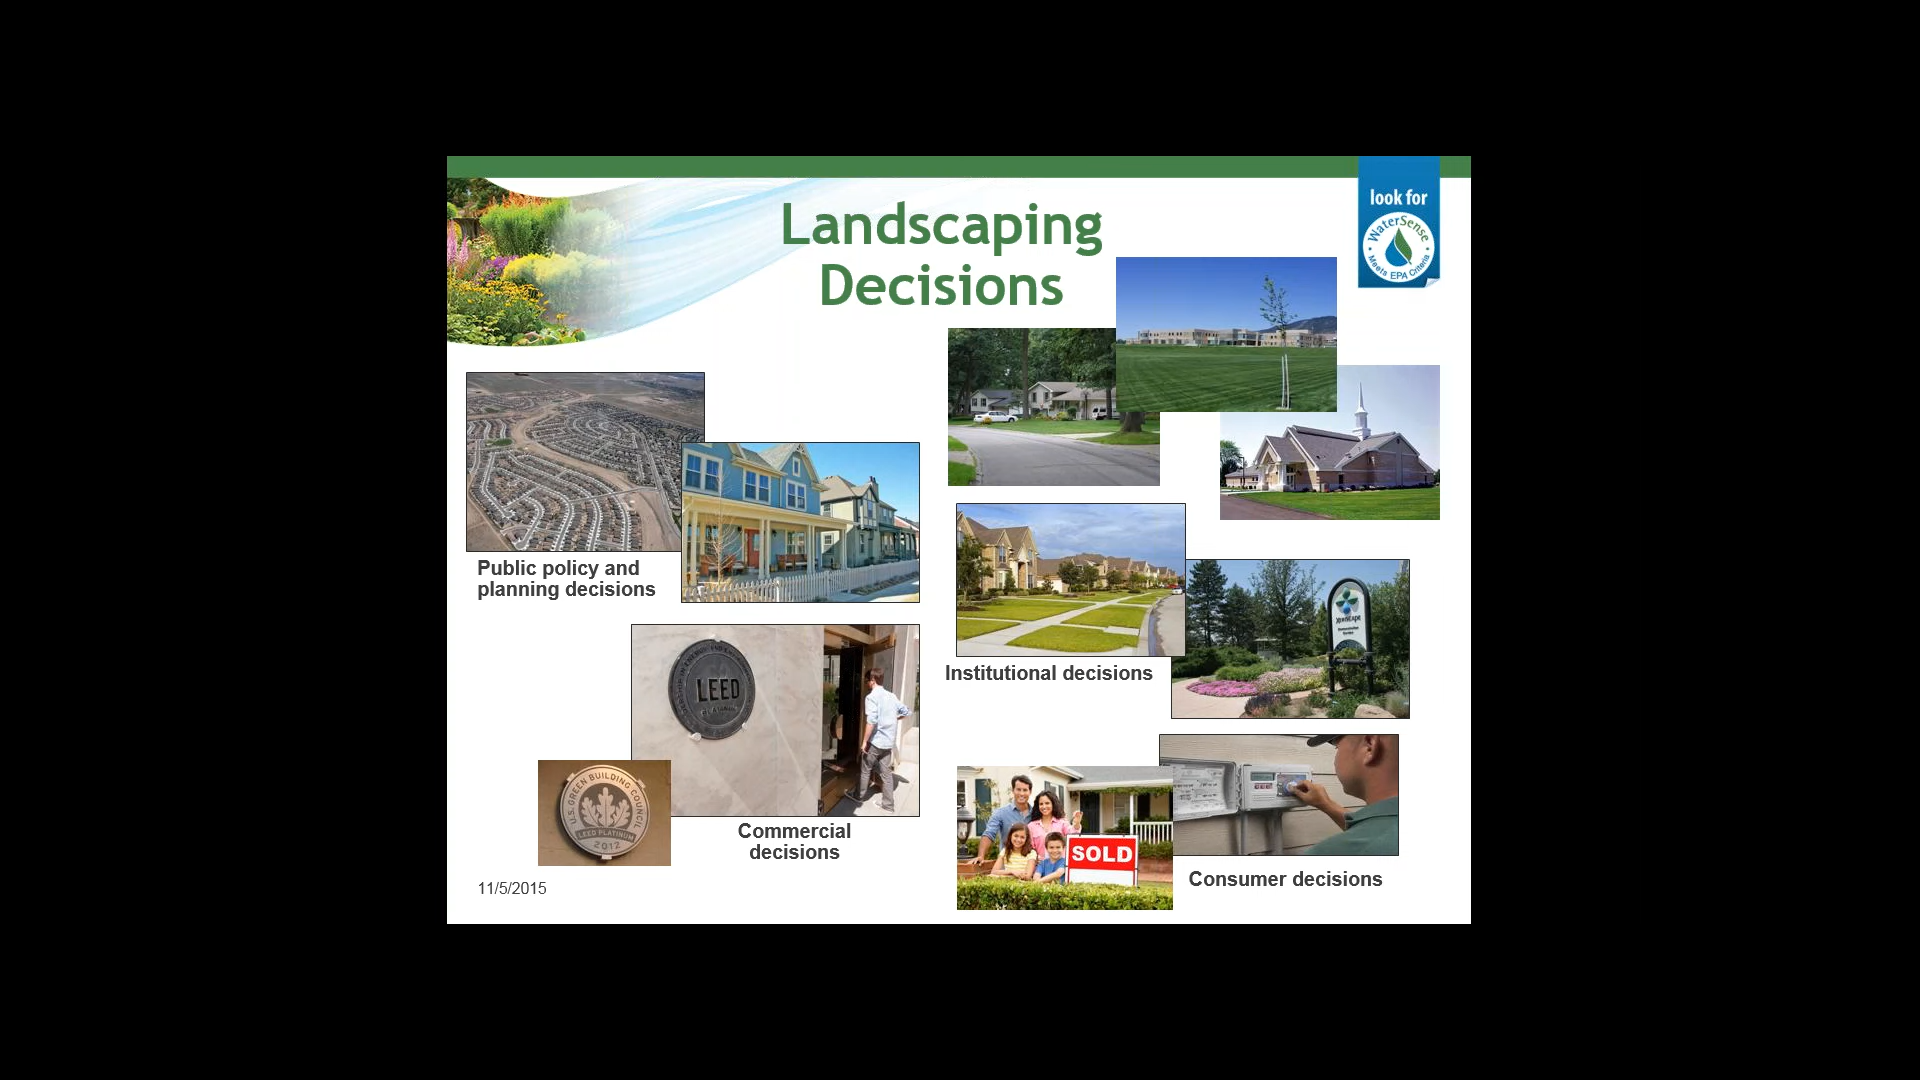 Landscaping
Decisions
look for
WaterSense
Meets EPA Criteria
Public policy and
planning decisions
Institutional decisions
xeriscape
LEED
U.S. GREEN BUILDING COUNCIL
LEED PLATINUM
2012
Commercial
decisions
SOLD
Consumer decisions
11/5/2015